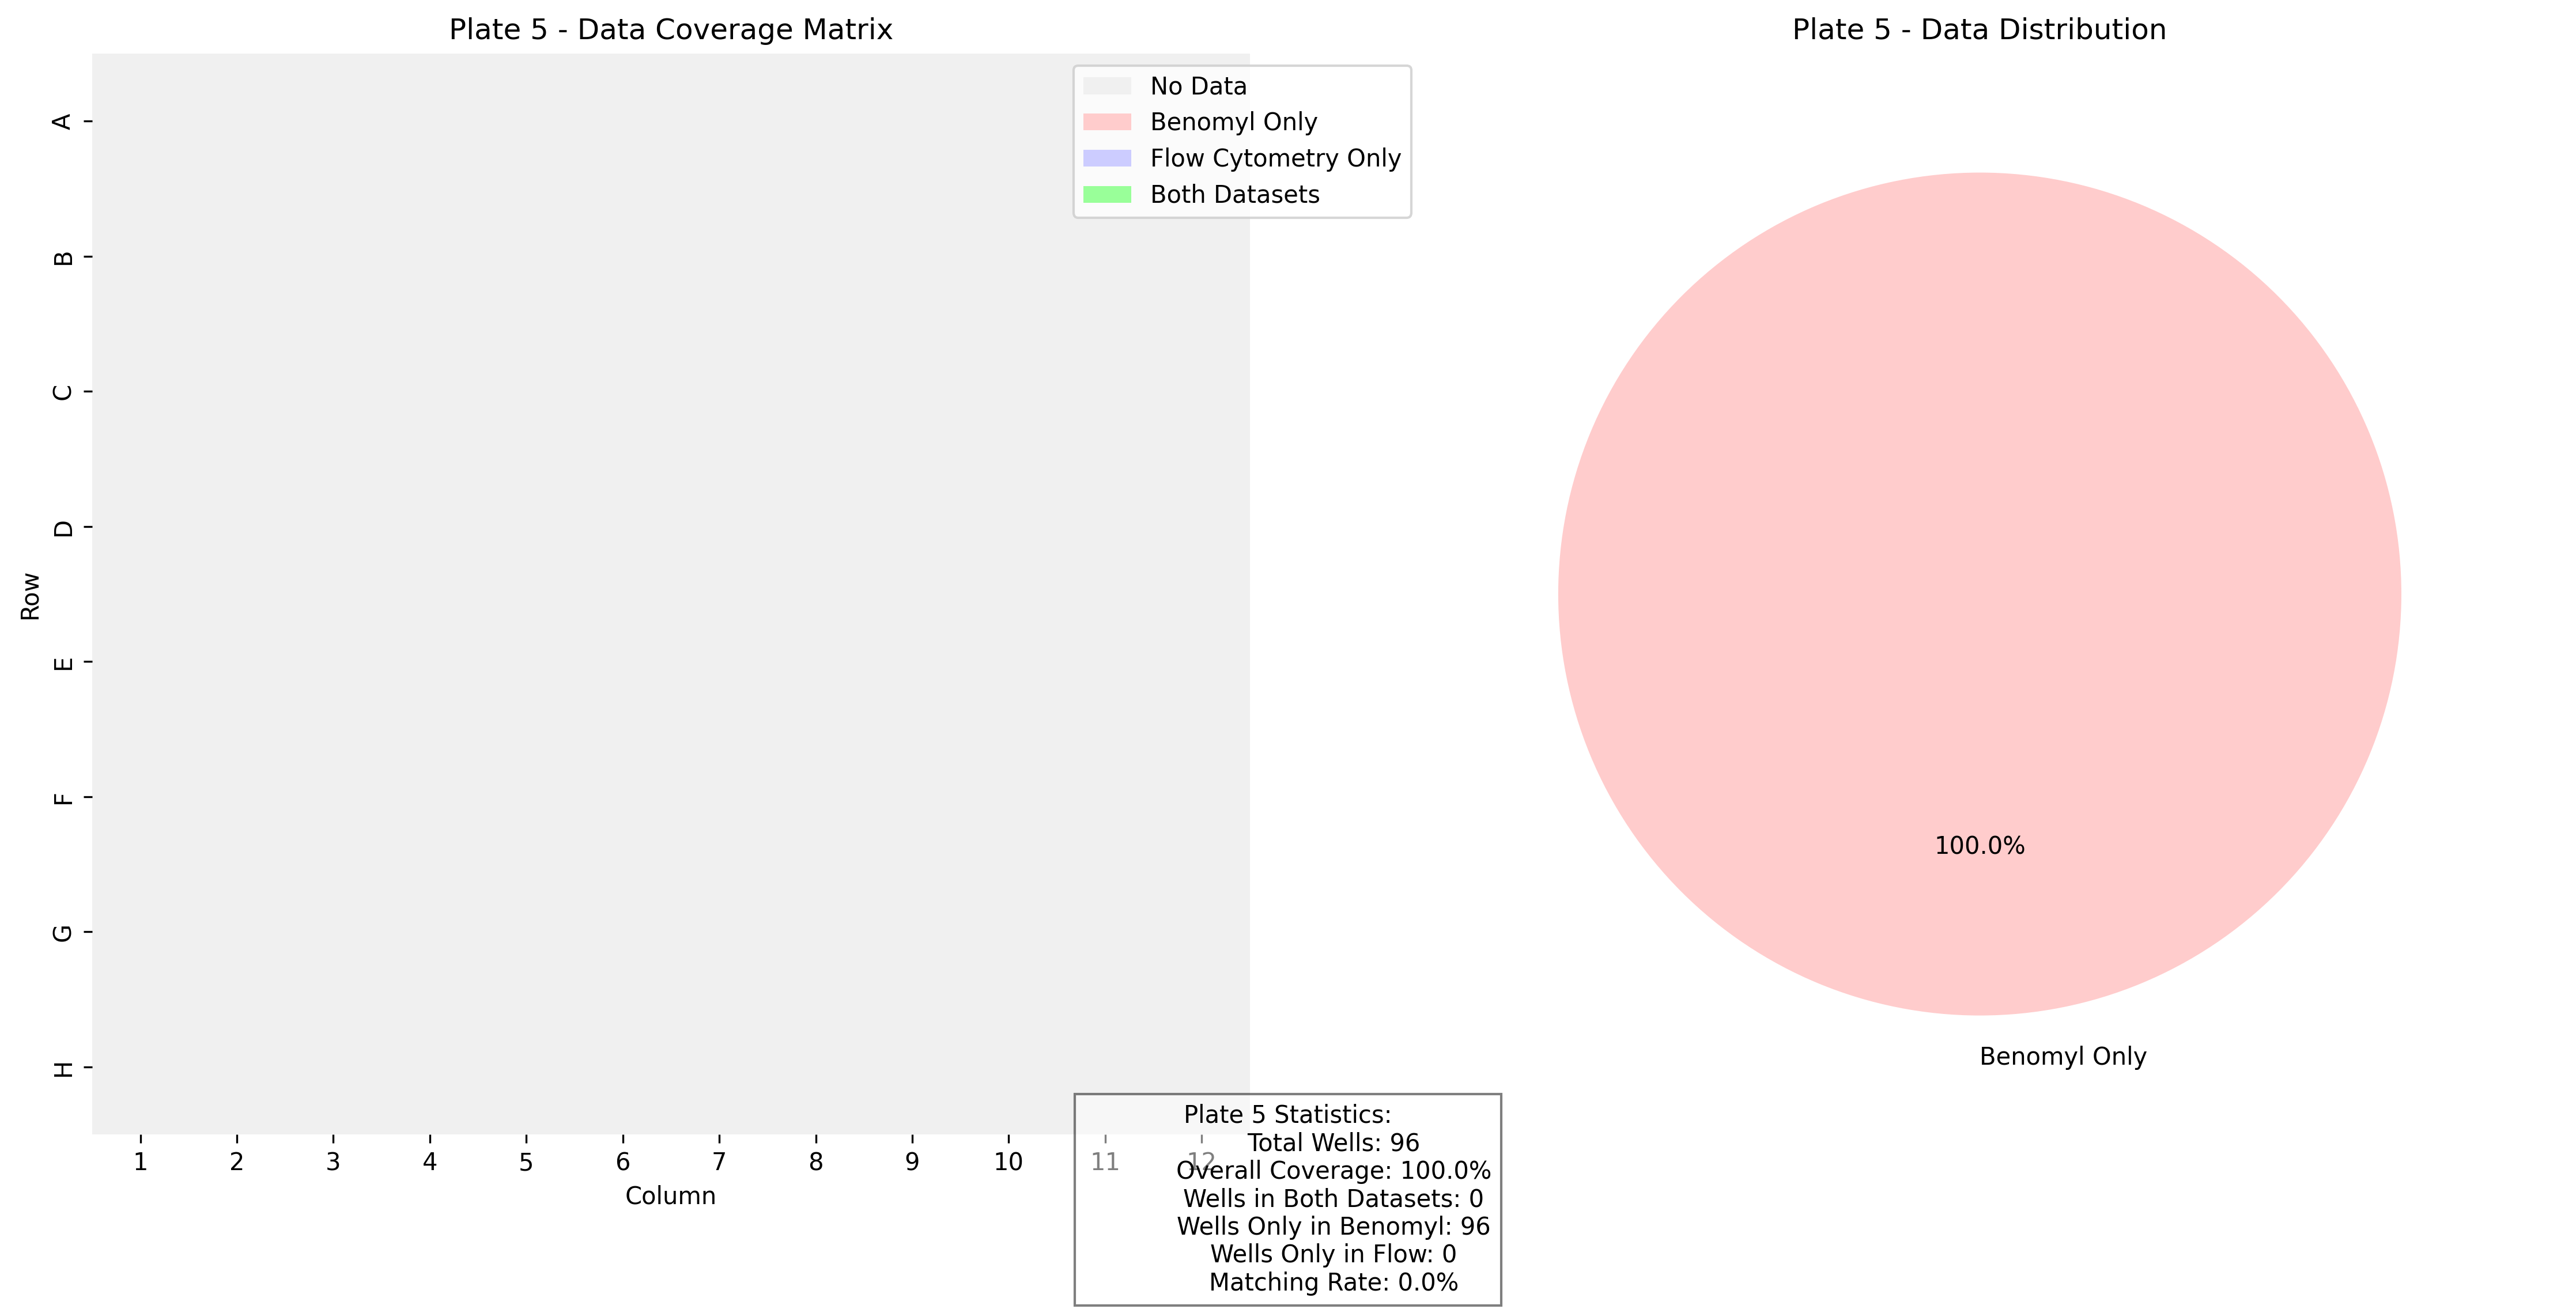 Plate 5 - Data Coverage Matrix
No Data
Benomyl Only
Flow Cytometry Only
Both Datasets
A
B
C
D
E
F
G
H
Row
1 2 3 4 5 6 7 8 9 10 11 12
Column
Plate 5 - Data Distribution
100.0%
Benomyl Only
Plate 5 Statistics:
Total Wells: 96
Overall Coverage: 100.0%
Wells in Both Datasets: 0
Wells Only in Benomyl: 96
Wells Only in Flow: 0
Matching Rate: 0.0%